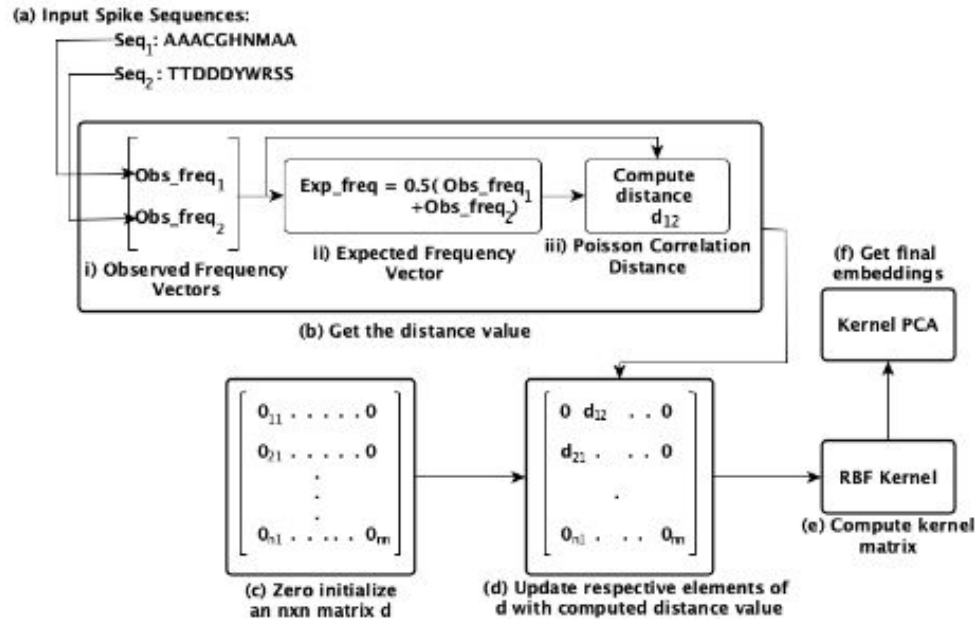 (a) Input Spike Sequences:
Seq1: AAACGHNMAA
Seq2: TTDDDYWRSS
Obs_freq1
Obs_freq2
i) Observed Frequency
Vectors
Exp_freq = 0.5( Obs_freq1
+Obs_freq2)
ii) Expected Frequency
Vector
Compute
distance
d12
iii) Poisson Correlation
Distance
(b) Get the distance value
(f) Get final
embeddings
Kernel PCA
011 . . . . . 0
021 . . . . . 0
.
.
.
0n1 . . . . . 0nn
(c) Zero initialize
an nxn matrix d
0 d12 . . 0
d21 . . . . 0
.
0n1 . . . 0nn
(d) Update respective elements of
d with computed distance value
RBF Kernel
(e) Compute kernel
matrix